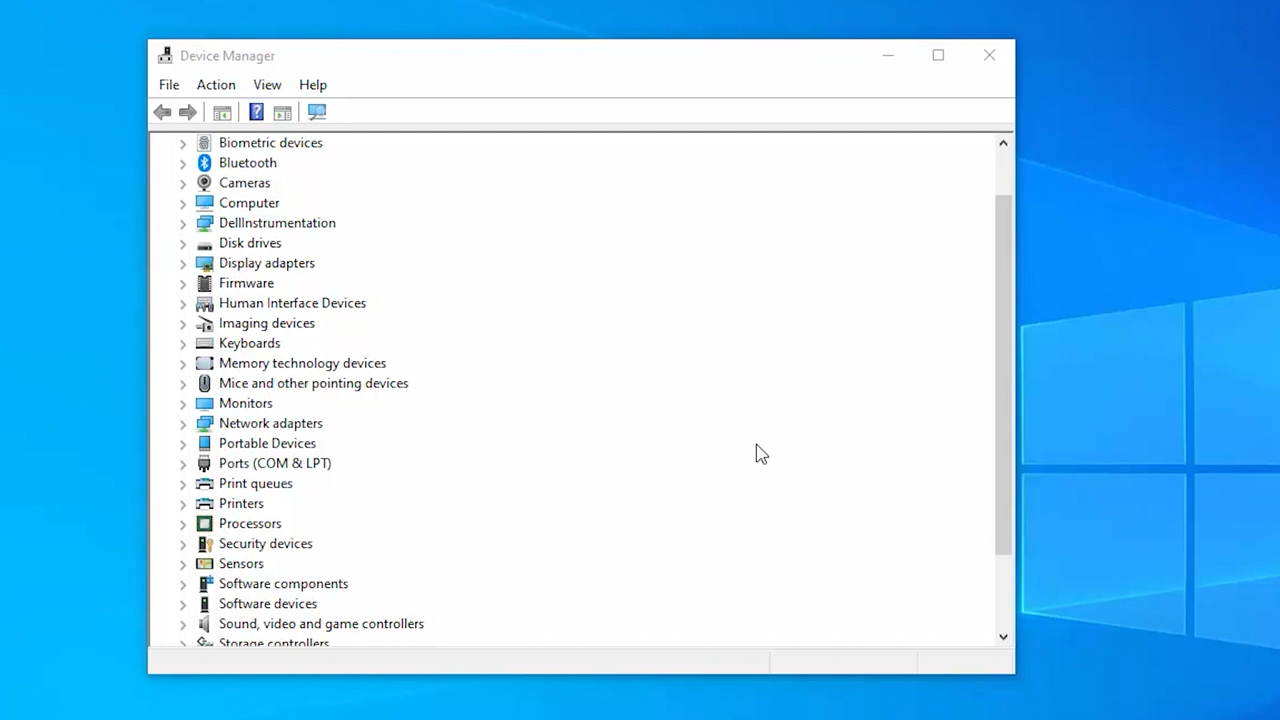 Device Manager
File Action View Help
Biometric devices
Bluetooth
Cameras
Computer
DellInstrumentation
Disk drives
Display adapters
Firmware
Human Interface Devices
Imaging devices
Keyboards
Memory technology devices
Mice and other pointing devices
Monitors
Network adapters
Portable Devices
Ports (COM & LPT)
Print queues
Printers
Processors
Security devices
Sensors
Software components
Software devices
Sound, video and game controllers
Storage controllers